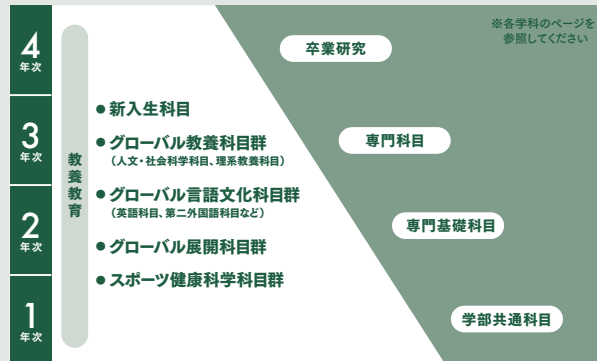 4
年次
3
年次
2
年次
1
年次
教養教育
●新入生科目
●グローバル教養科目群
（人文・社会科学科目、理系教養科目）
●グローバル言語文化科目群
（英語科目、第二外国語科目など）
●グローバル展開科目群
●スポーツ健康科学科目群
※各学科のページを
参照してください
卒業研究
専門科目
専門基礎科目
学部共通科目